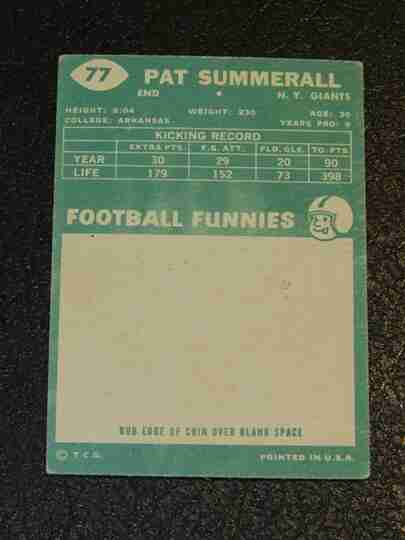 77 PAT SUMMERALL
END • N. Y. GIANTS
HEIGHT: 6:04 WEIGHT: 230 AGE: 30
COLLEGE: ARKANSAS YEARS PRO: 9
KICKING RECORD
EXTRA PTS. F.G. ATT. FLD. GLS. TO. PTS.
YEAR 30 29 20 90
LIFE 179 152 73 398
FOOTBALL FUNNIES
RUB EDGE OF COIN OVER BLANK SPACE
© T.C.G. PRINTED IN U.S.A.